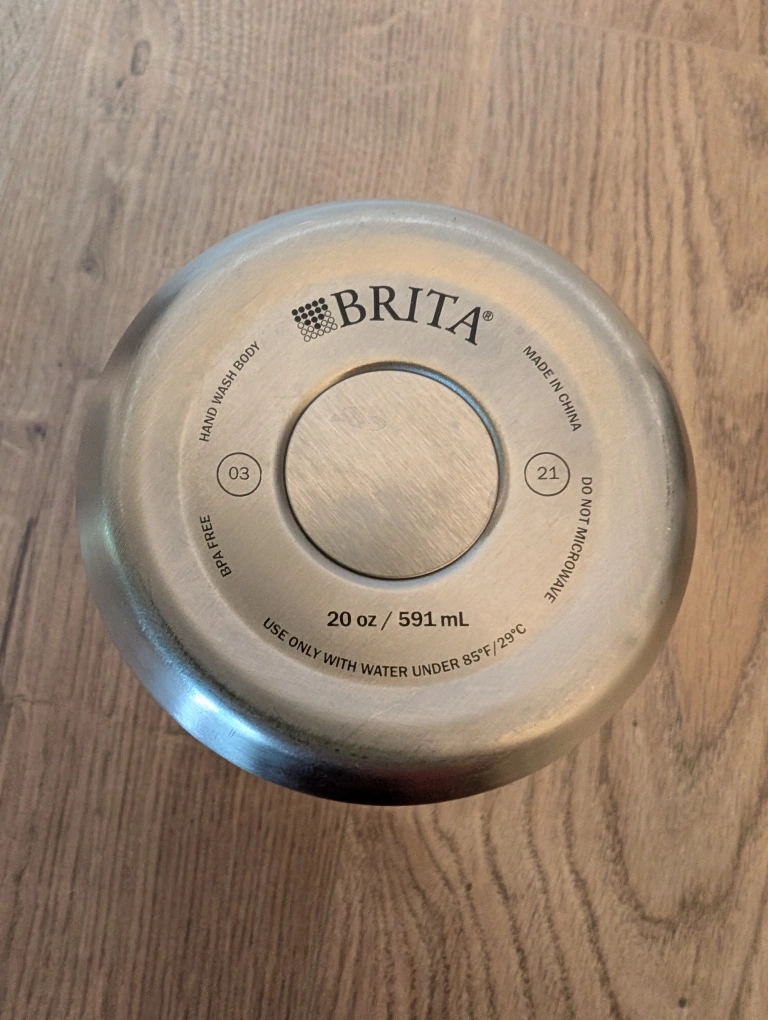 BRITA®
HAND WASH BODY
MADE IN CHINA
03
21
BPA FREE
DO NOT MICROWAVE
20 oz / 591 mL
USE ONLY WITH WATER UNDER 85°F/29°C